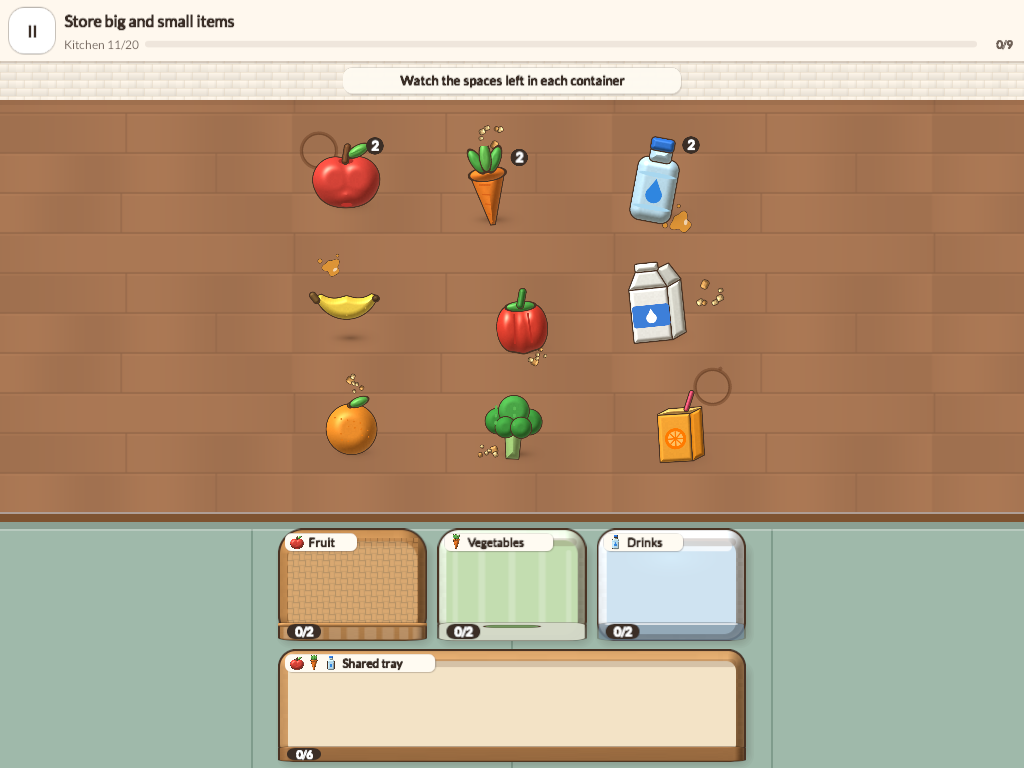 Store big and small items
Kitchen 11/20
0/9
Watch the spaces left in each container
2
2
2
Fruit
Vegetables
Drinks
0/2
0/2
0/2
Shared tray
0/6